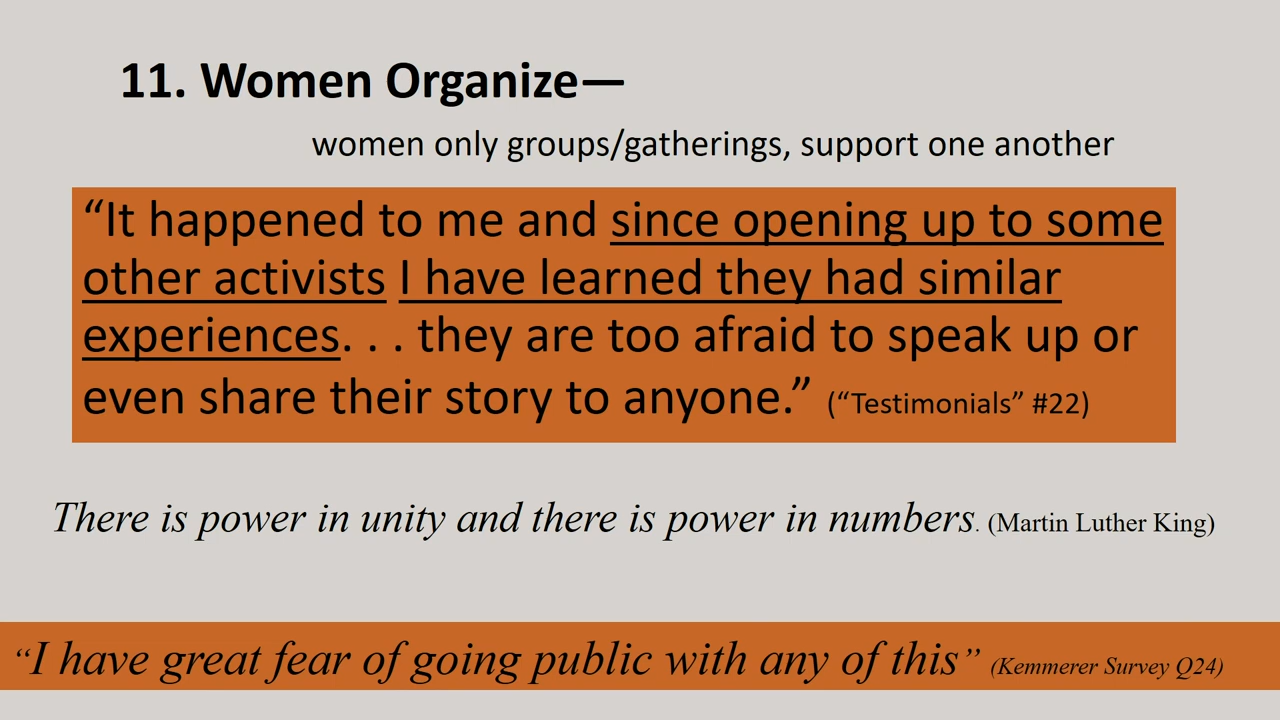 11. Women Organize—
women only groups/gatherings, support one another
“It happened to me and since opening up to some
other activists I have learned they had similar
experiences. . . they are too afraid to speak up or
even share their story to anyone.” (“Testimonials” #22)
There is power in unity and there is power in numbers. (Martin Luther King)
“I have great fear of going public with any of this” (Kemmerer Survey Q24)